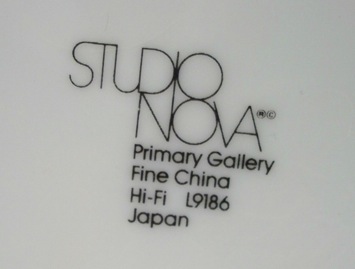 STUDIO
NOVA®©
Primary Gallery
Fine China
Hi-Fi L9186
Japan